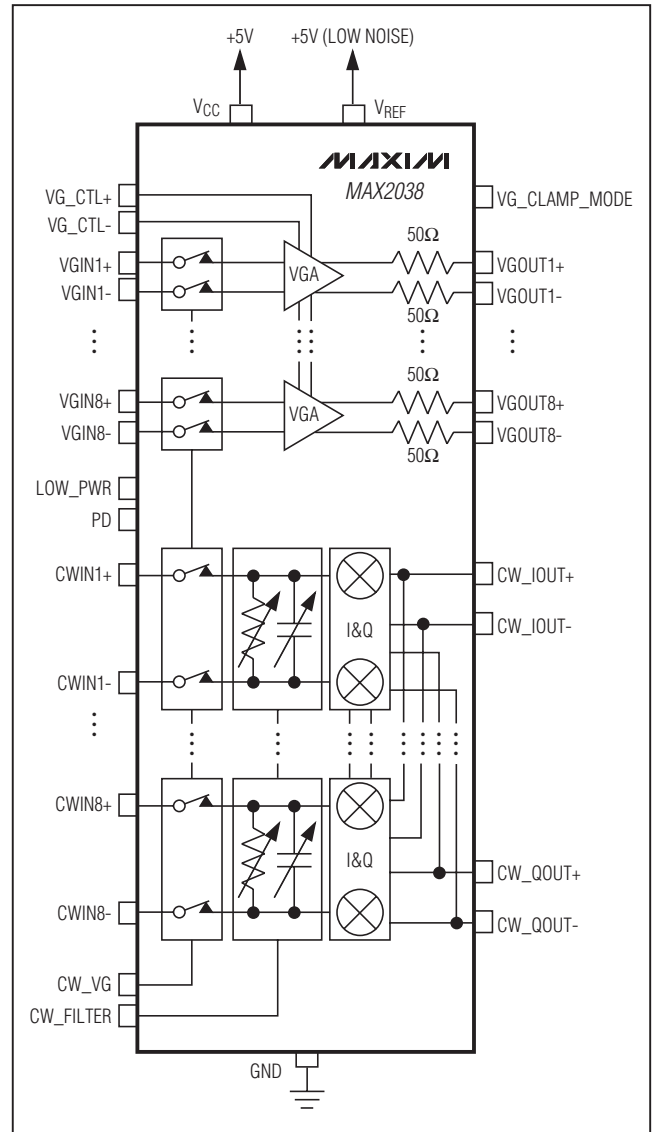 +5V
+5V (LOW NOISE)
VCC
VREF
MAXIM
MAX2038
VG_CTL+
VG_CTL-
VG_CLAMP_MODE
VGIN1+
VGIN1-
VGA
50Ω
50Ω
VGOUT1+
VGOUT1-
VGIN8+
VGIN8-
VGA
50Ω
50Ω
VGOUT8+
VGOUT8-
LOW_PWR
PD
CWIN1+
CWIN1-
I&Q
CW_IOUT+
CW_IOUT-
CWIN8+
CWIN8-
I&Q
CW_QOUT+
CW_QOUT-
CW_VG
CW_FILTER
GND